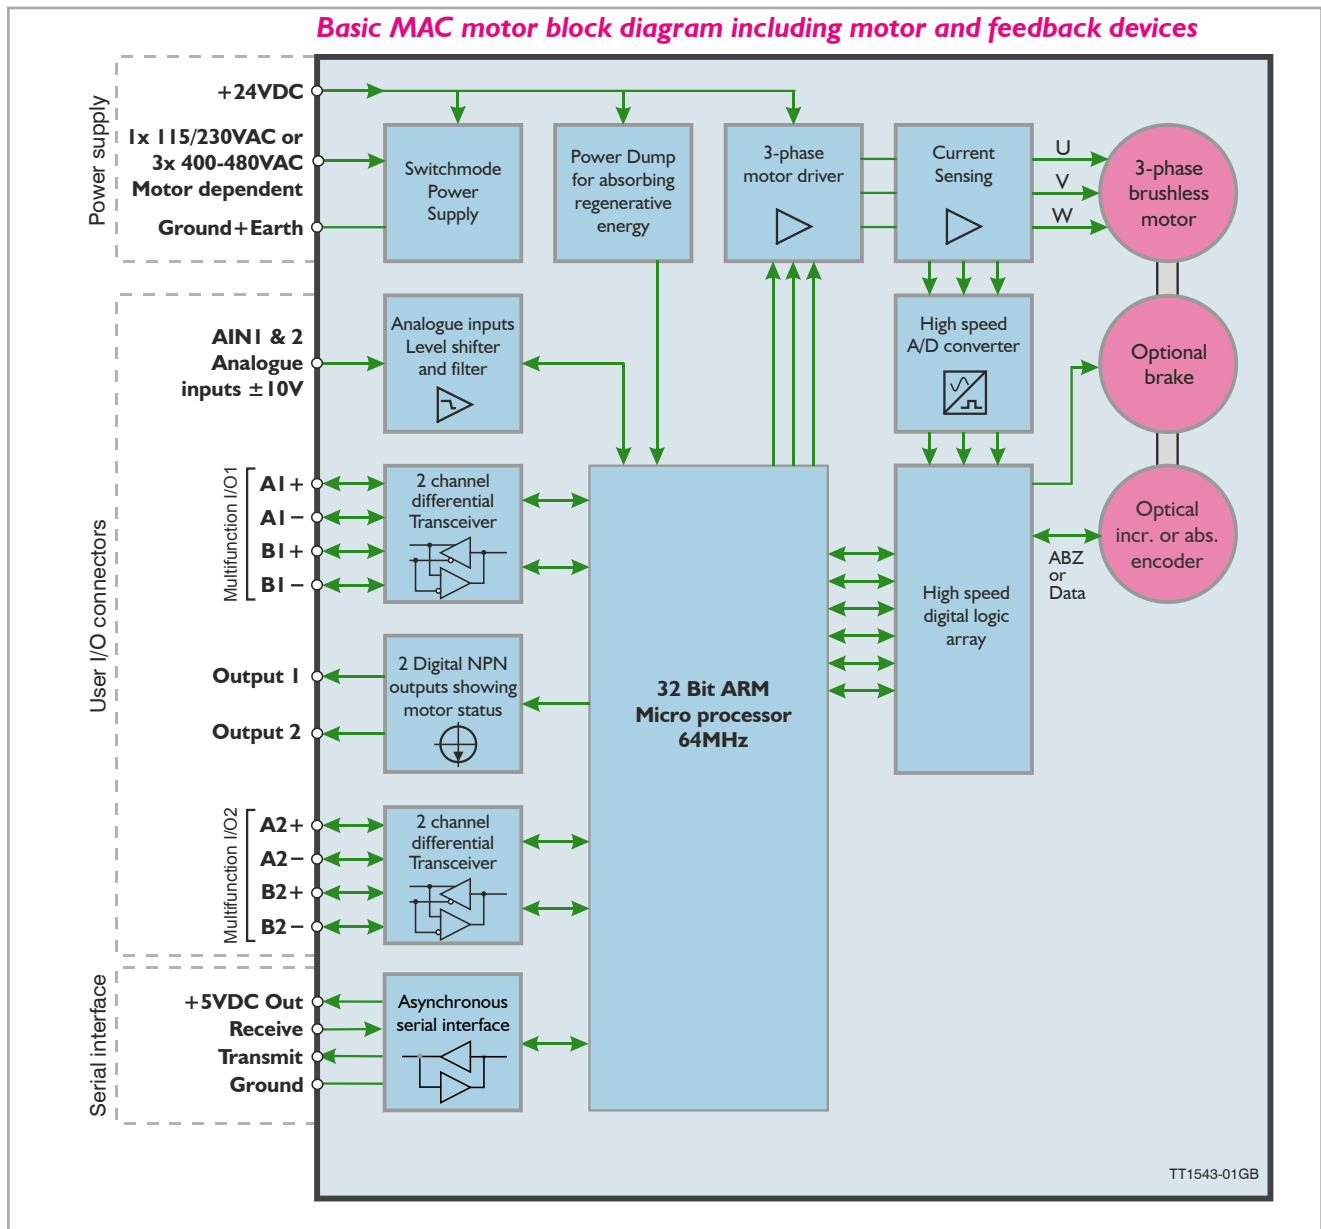 Basic MAC motor block diagram including motor and feedback devices
Power supply
+24VDC
1x 115/230VAC or
3x 400-480VAC
Motor dependent
Ground+Earth
Switchmode
Power
Supply
Power Dump
for absorbing
regenerative
energy
3-phase
motor driver
Current
Sensing
U
V
W
3-phase
brushless
motor
User I/O connectors
AIN1 & 2
Analogue
inputs ±10V
Analogue inputs
Level shifter
and filter
High speed
A/D converter
Optional
brake
Multifunction I/O1
A1+
A1−
B1+
B1−
2 channel
differential
Transceiver
Optical
incr. or abs.
encoder
ABZ
or
Data
High speed
digital logic
array
Output 1
Output 2
2 Digital NPN
outputs showing
motor status
32 Bit ARM
Micro processor
64MHz
Multifunction I/O2
A2+
A2−
B2+
B2−
2 channel
differential
Transceiver
Serial interface
+5VDC Out
Receive
Transmit
Ground
Asynchronous
serial interface
TT1543-01GB